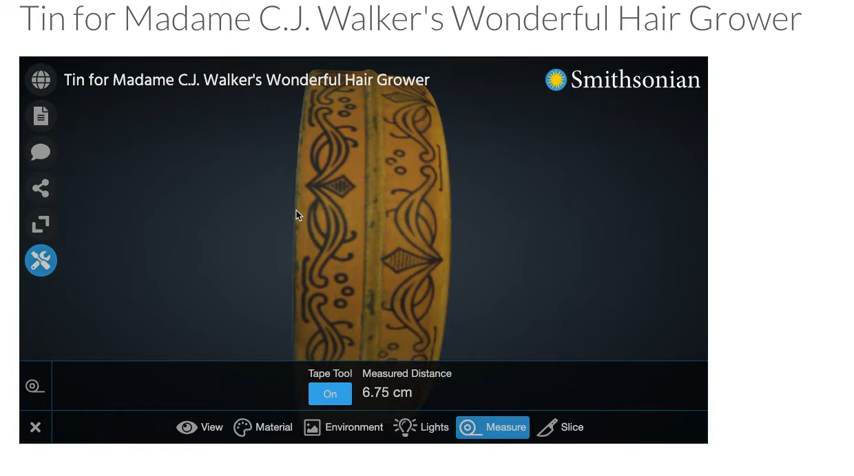 Tin for Madame C.J. Walker's Wonderful Hair Grower
Tin for Madame C.J. Walker's Wonderful Hair Grower
Smithsonian
Tape Tool Measured Distance
On 6.75 cm
View Material Environment Lights Measure Slice